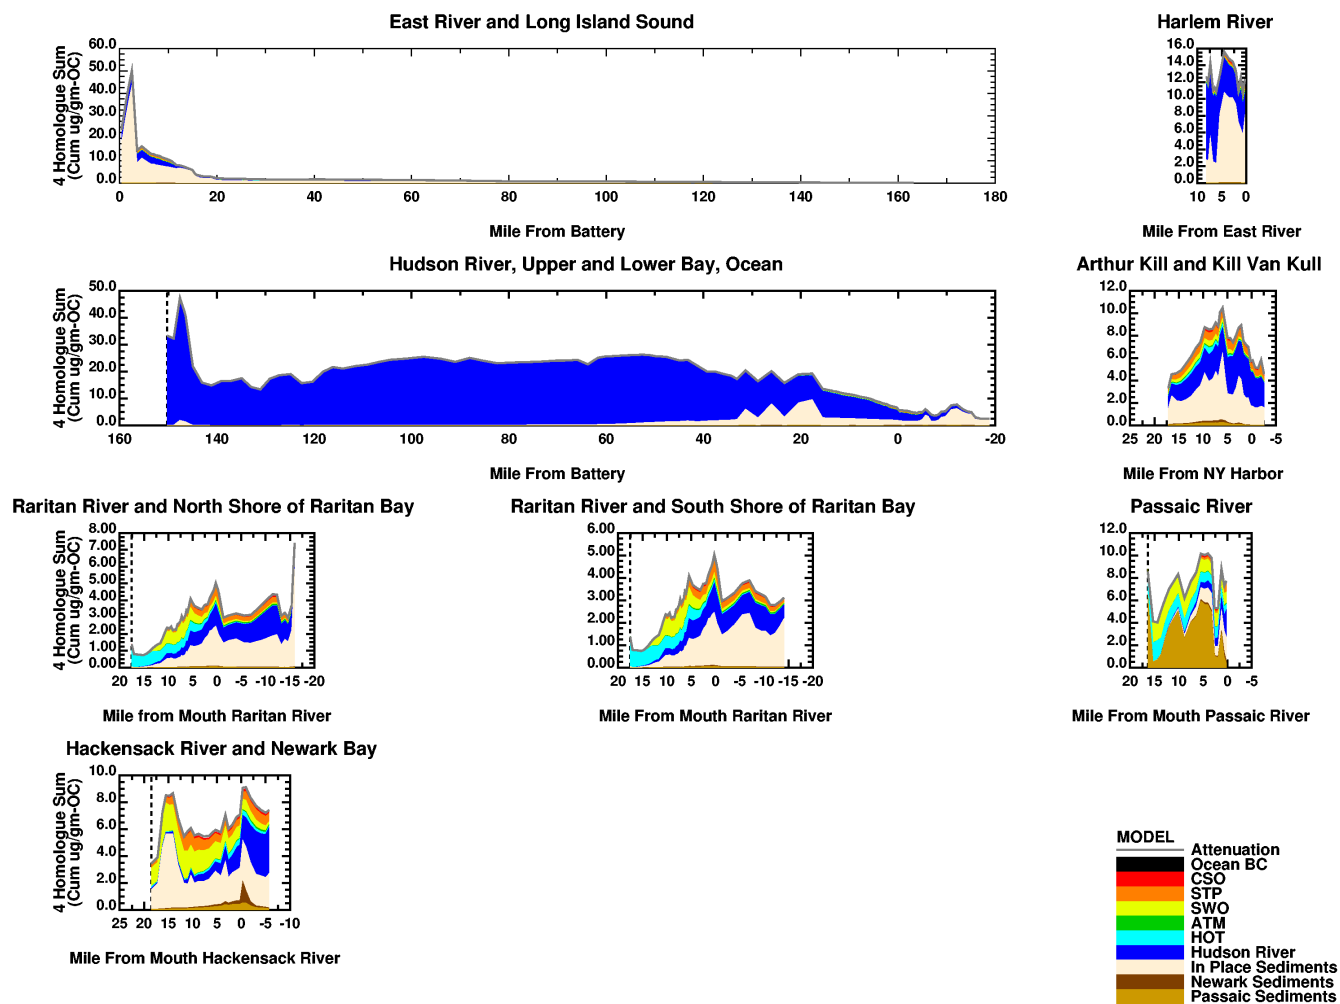 East River and Long Island Sound
4 Homologue Sum
(Cum ug/gm-OC)
60.0
50.0
40.0
30.0
20.0
10.0
0.0
0 20 40 60 80 100 120 140 160 180
Mile From Battery
Harlem River
16.0
14.0
12.0
10.0
8.0
6.0
4.0
2.0
0.0
10 5 0
Mile From East River
Hudson River, Upper and Lower Bay, Ocean
4 Homologue Sum
(Cum ug/gm-OC)
50.0
40.0
30.0
20.0
10.0
0.0
160 140 120 100 80 60 40 20 0 -20
Mile From Battery
Arthur Kill and Kill Van Kull
12.0
10.0
8.0
6.0
4.0
2.0
0.0
25 20 15 10 5 0 -5
Mile From NY Harbor
Raritan River and North Shore of Raritan Bay
4 Homologue Sum
(Cum ug/gm-OC)
8.00
7.00
6.00
5.00
4.00
3.00
2.00
1.00
0.00
20 15 10 5 0 -5 -10 -15 -20
Mile from Mouth Raritan River
Raritan River and South Shore of Raritan Bay
6.00
5.00
4.00
3.00
2.00
1.00
0.00
20 15 10 5 0 -5 -10 -15 -20
Mile From Mouth Raritan River
Passaic River
12.0
10.0
8.0
6.0
4.0
2.0
0.0
20 15 10 5 0 -5
Mile From Mouth Passaic River
Hackensack River and Newark Bay
4 Homologue Sum
(Cum ug/gm-OC)
10.0
8.0
6.0
4.0
2.0
0.0
25 20 15 10 5 0 -5 -10
Mile From Mouth Hackensack River
MODEL
Attenuation
Ocean BC
CSO
STP
SWO
ATM
HOT
Hudson River
In Place Sediments
Newark Sediments
Passaic Sediments